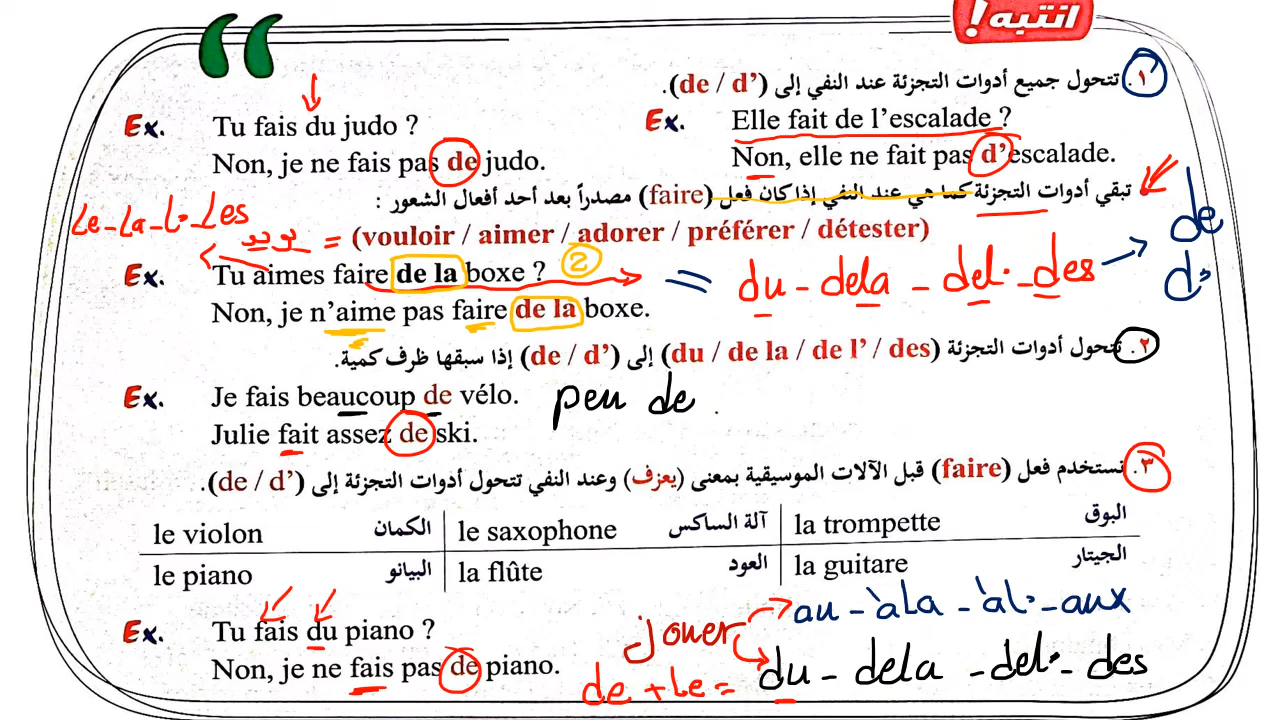 انتبه!
١. تتحول جميع أدوات التجزئة عند النفي إلى (de / d’).
Ex. Tu fais du judo ?
Non, je ne fais pas de judo.
Ex. Elle fait de l’escalade ?
Non, elle ne fait pas d’escalade.
تبقي أدوات التجزئة كما هي عند النفي إذا كان فعل (faire) مصدراً بعد أحد أفعال الشعور :
Le - La - L' - Les
= (vouloir / aimer / adorer / préférer / détester)
Ex. Tu aimes faire de la boxe ? 2
= du - dela - del' - des
de
d'
Non, je n’aime pas faire de la boxe.
٢. تتحول أدوات التجزئة (du / de la / de l’ / des) إلى (de / d’) إذا سبقها ظرف كمية.
Ex. Je fais beaucoup de vélo.
peu de
Julie fait assez de ski.
٣. نستخدم فعل (faire) قبل الآلات الموسيقية بمعنى (يعزف) وعند النفي تتحول أدوات التجزئة إلى (de / d’).
le violon الكمان le saxophone آلة الساكس la trompette البوق
le piano البيانو la flûte العود la guitare الجيتار
Ex. Tu fais du piano ?
Non, je ne fais pas de piano.
jouer
au - à La - àl' - aux
du - dela - del' - des
de + Le =